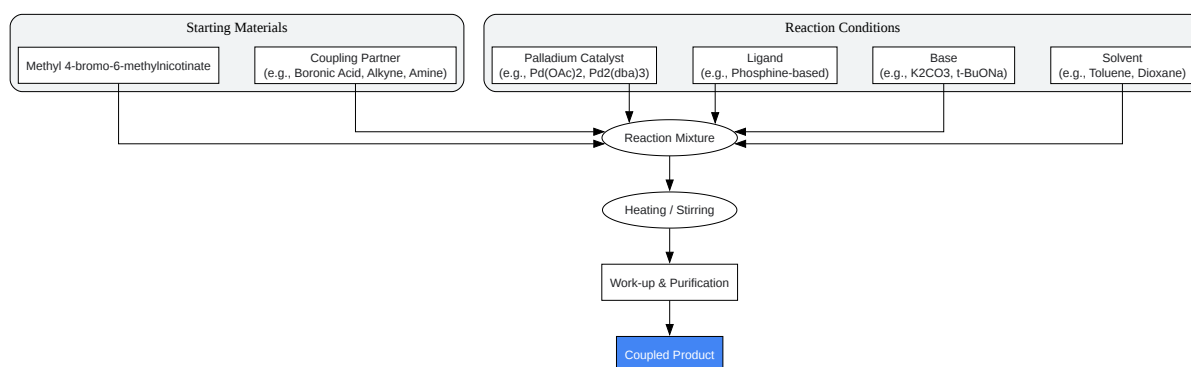 Starting Materials
Reaction Conditions
Methyl 4-bromo-6-methylnicotinate
Coupling Partner
(e.g., Boronic Acid, Alkyne, Amine)
Palladium Catalyst
(e.g., Pd(OAc)2, Pd2(dba)3)
Ligand
(e.g., Phosphine-based)
Base
(e.g., K2CO3, t-BuONa)
Solvent
(e.g., Toluene, Dioxane)
Reaction Mixture
Heating / Stirring
Work-up & Purification
Coupled Product